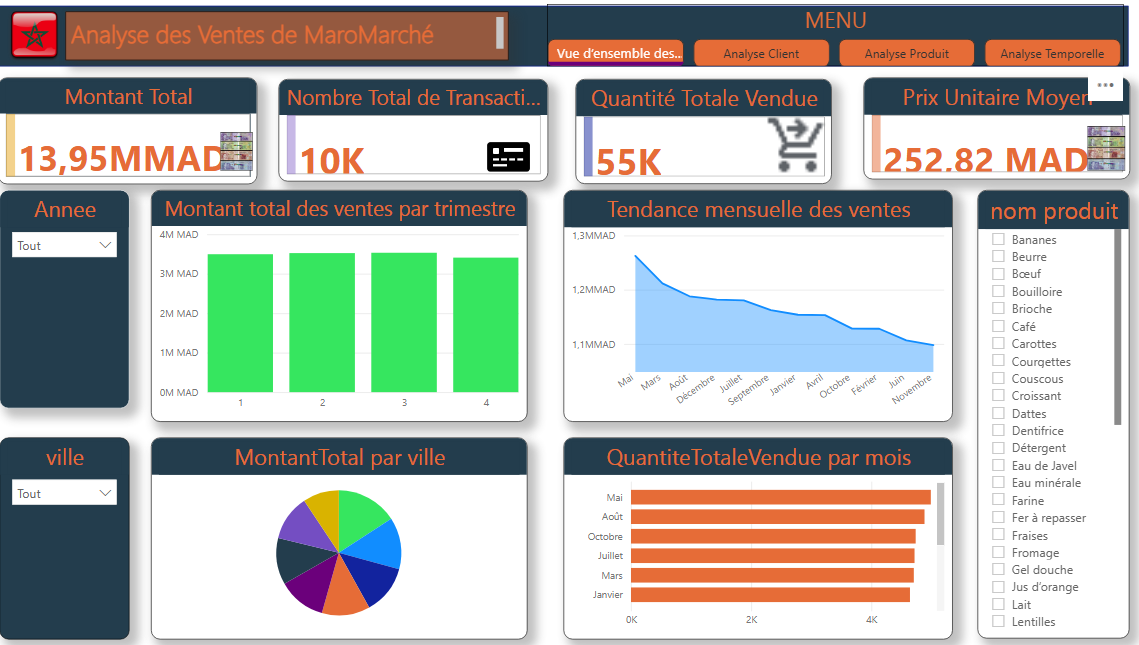 Analyse des Ventes de MaroMarché
MENU
Vue d'ensemble des...
Analyse Client
Analyse Produit
Analyse Temporelle
Montant Total
13,95MMAD
Nombre Total de Transacti...
10K
Quantité Totale Vendue
55K
Prix Unitaire Moyen
252,82 MAD
Annee
Tout
Montant total des ventes par trimestre
4M MAD
3M MAD
2M MAD
1M MAD
0M MAD
1 2 3 4
Tendance mensuelle des ventes
1,3MMAD
1,2MMAD
1,1MMAD
Mai Mars Août Décembre Juillet Septembre Janvier Avril Octobre Février Juin Novembre
nom produit
Bananes
Beurre
Bœuf
Bouilloire
Brioche
Café
Carottes
Courgettes
Couscous
Croissant
Dattes
Dentifrice
Détergent
Eau de Javel
Eau minérale
Farine
Fer à repasser
Fraises
Fromage
Gel douche
Jus d'orange
Lait
Lentilles
ville
Tout
MontantTotal par ville
QuantiteTotaleVendue par mois
Mai
Août
Octobre
Juillet
Mars
Janvier
0K 2K 4K